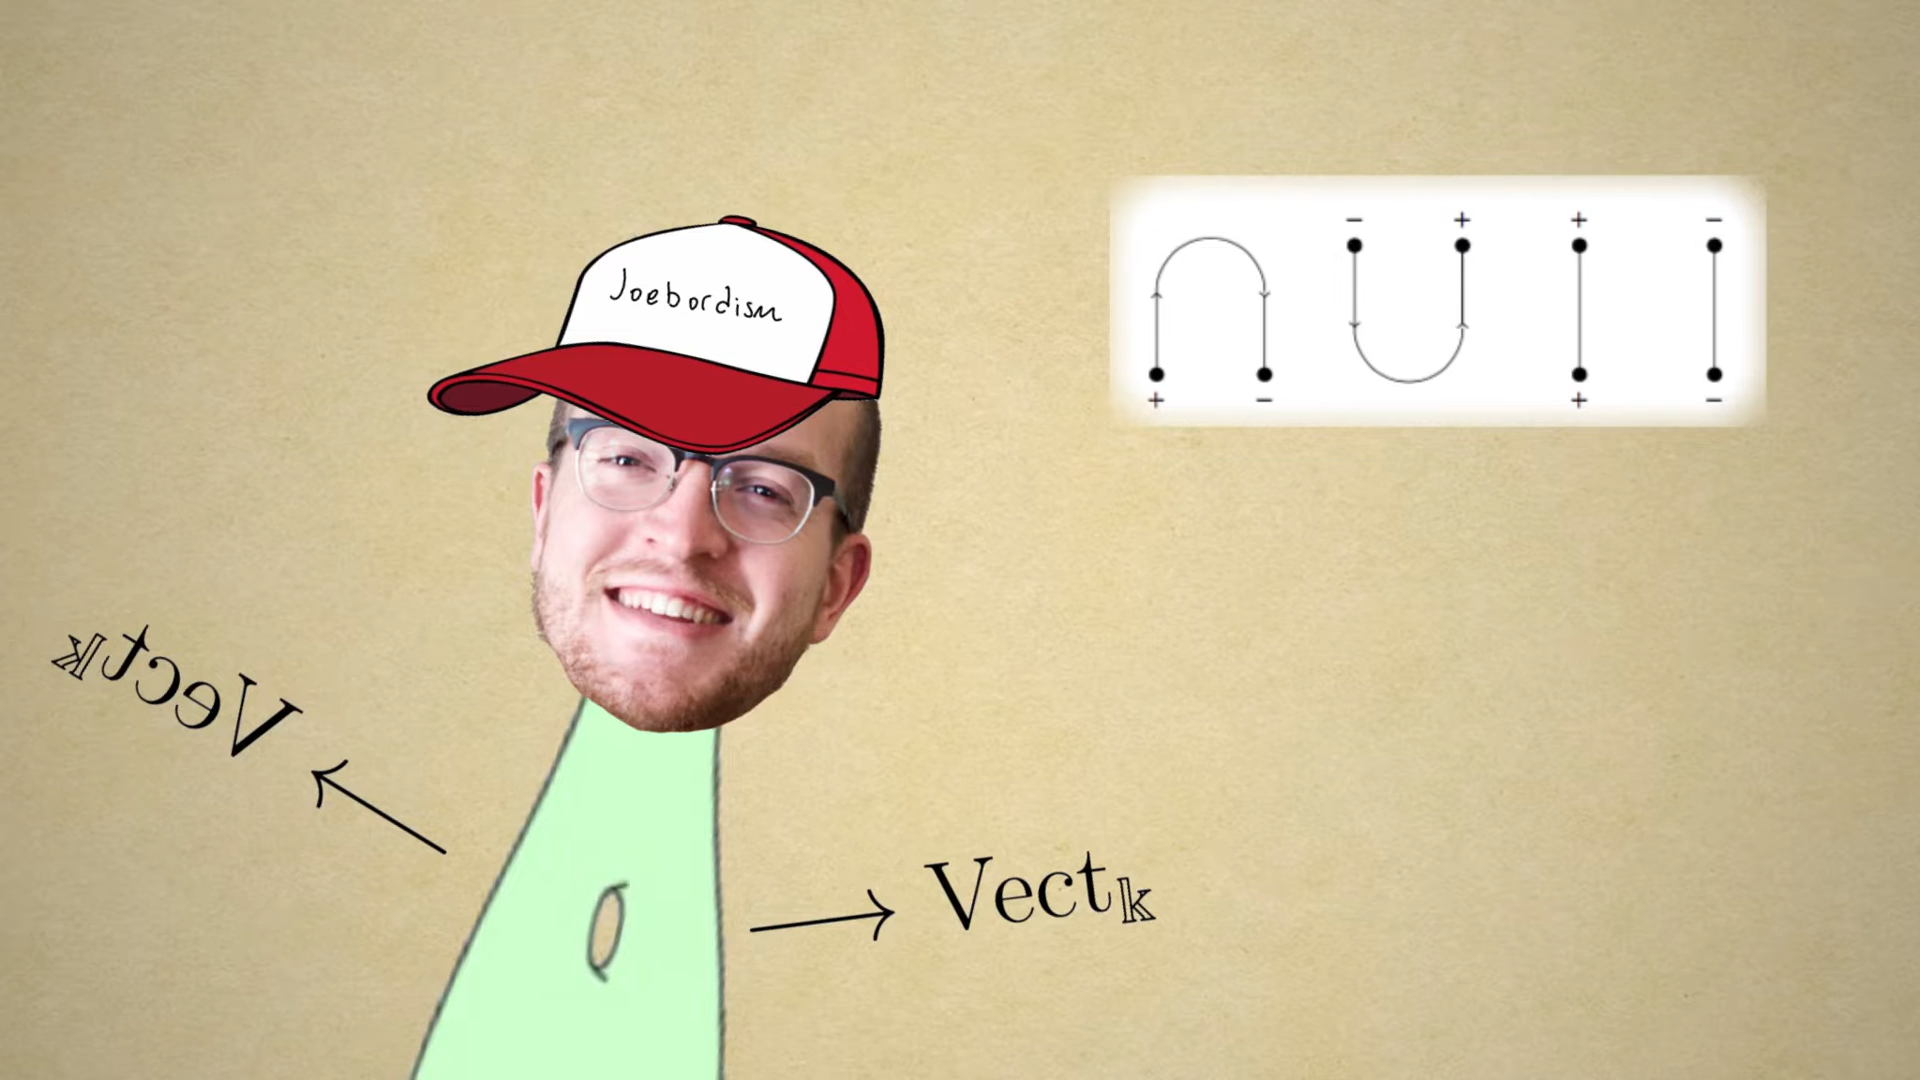 Joebordism
− + + −
+ − + −
Vect𝕜
Vect𝕜